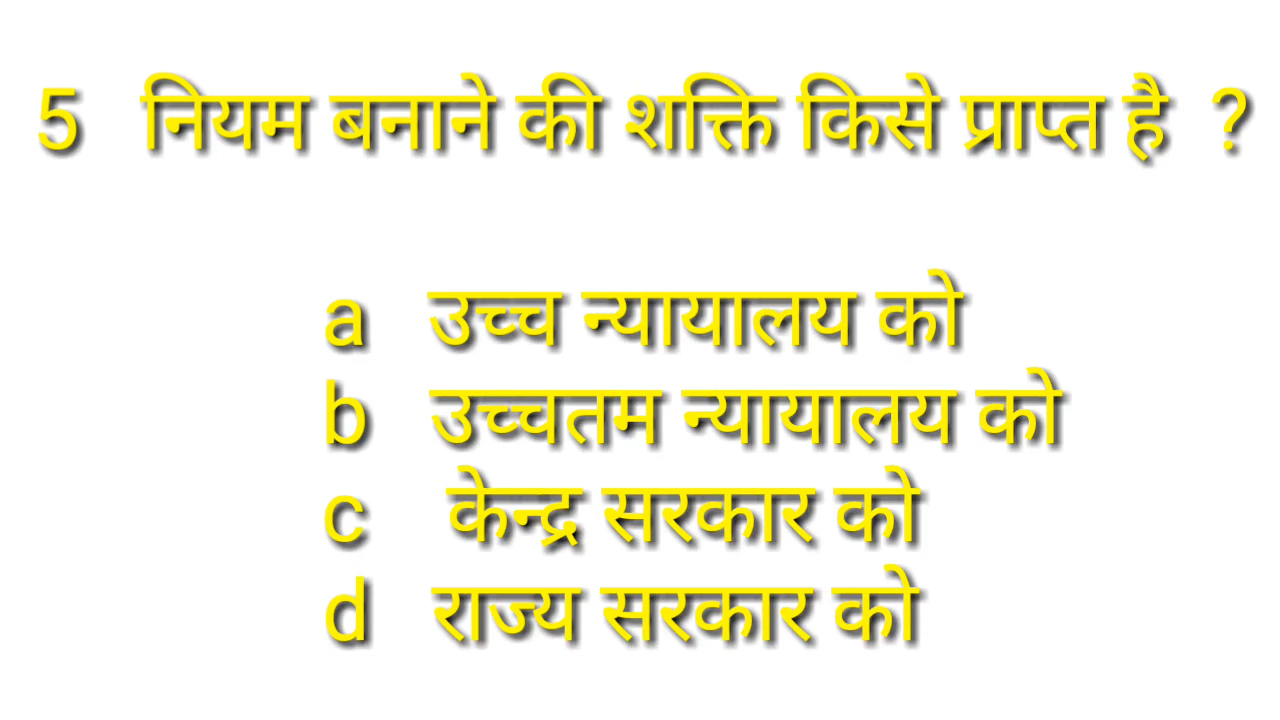 5 नियम बनाने की शक्ति किसे प्राप्त है ?
a उच्च न्यायालय को
b उच्चतम न्यायालय को
c केन्द्र सरकार को
d राज्य सरकार को